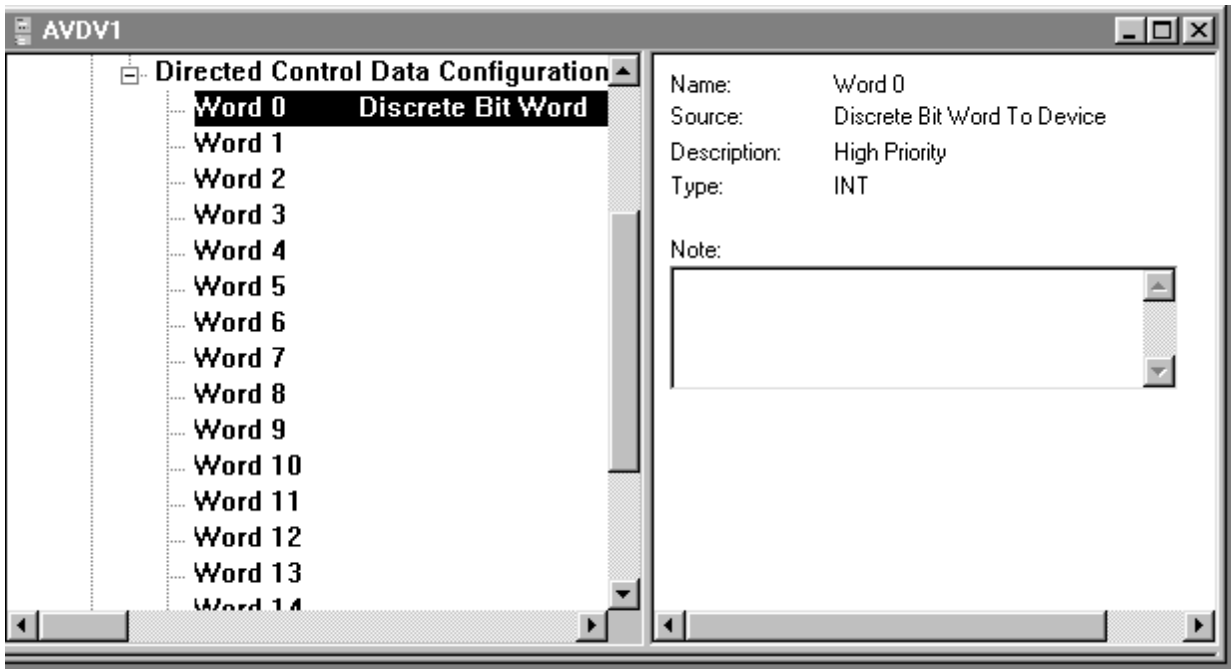 AVDV1
Directed Control Data Configuration
Word 0 Discrete Bit Word
Word 1
Word 2
Word 3
Word 4
Word 5
Word 6
Word 7
Word 8
Word 9
Word 10
Word 11
Word 12
Word 13
Word 14
Name: Word 0
Source: Discrete Bit Word To Device
Description: High Priority
Type: INT
Note: